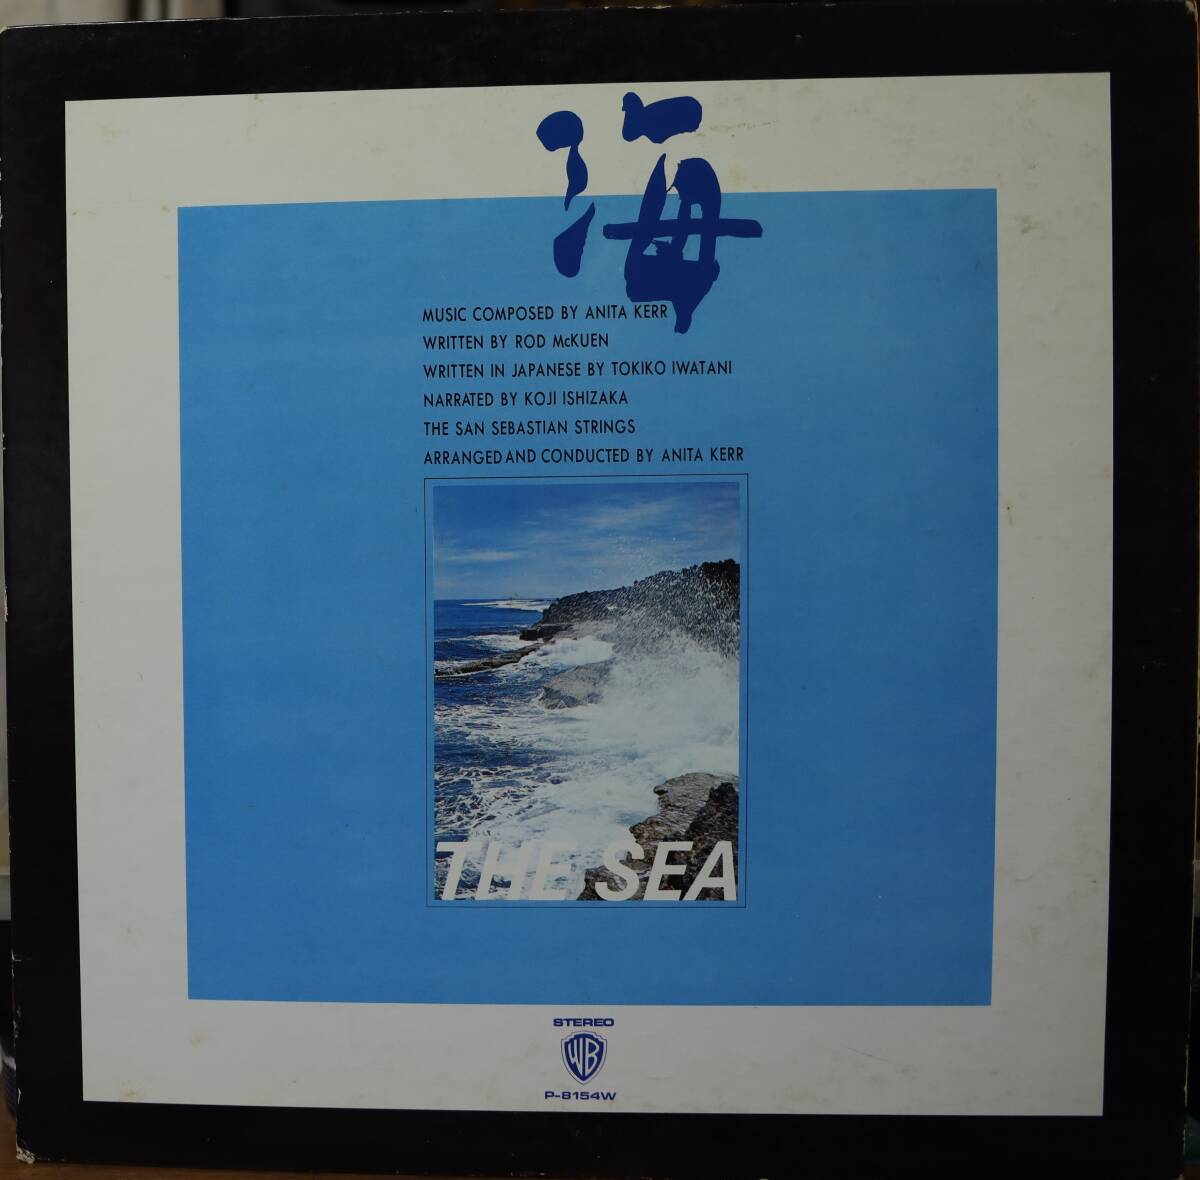 海
MUSIC COMPOSED BY ANITA KERR
WRITTEN BY ROD McKUEN
WRITTEN IN JAPANESE BY TOKIKO IWATANI
NARRATED BY KOJI ISHIZAKA
THE SAN SEBASTIAN STRINGS
ARRANGED AND CONDUCTED BY ANITA KERR
THE SEA
STEREO
WB
P-8154W